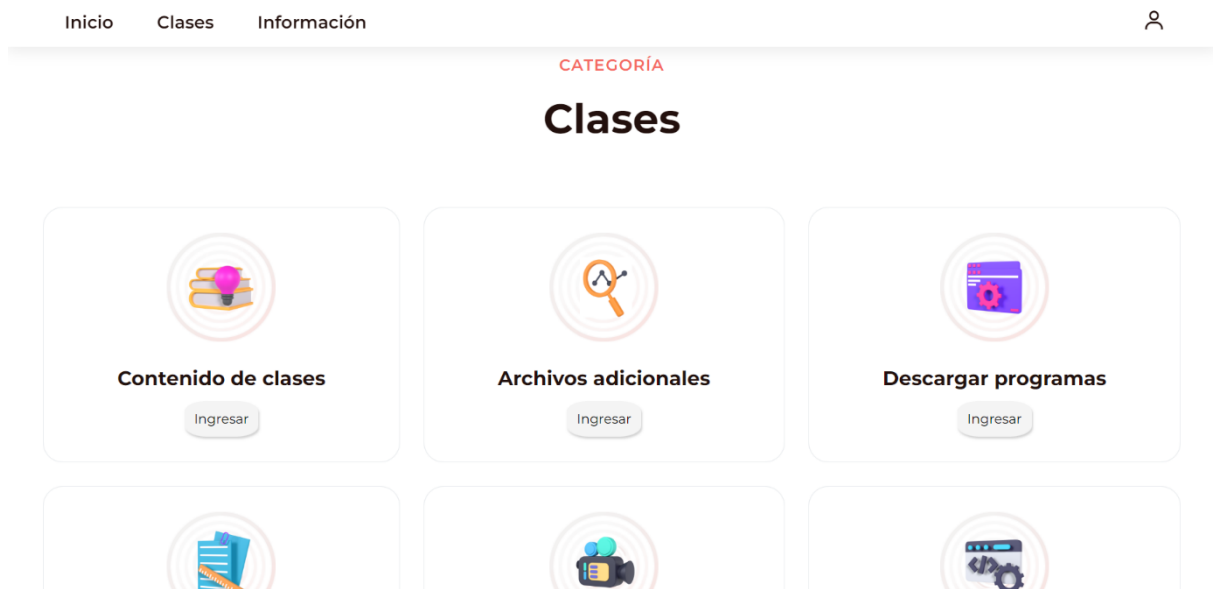 Inicio Clases Información
CATEGORÍA
Clases
Contenido de clases
Ingresar
Archivos adicionales
Ingresar
Descargar programas
Ingresar